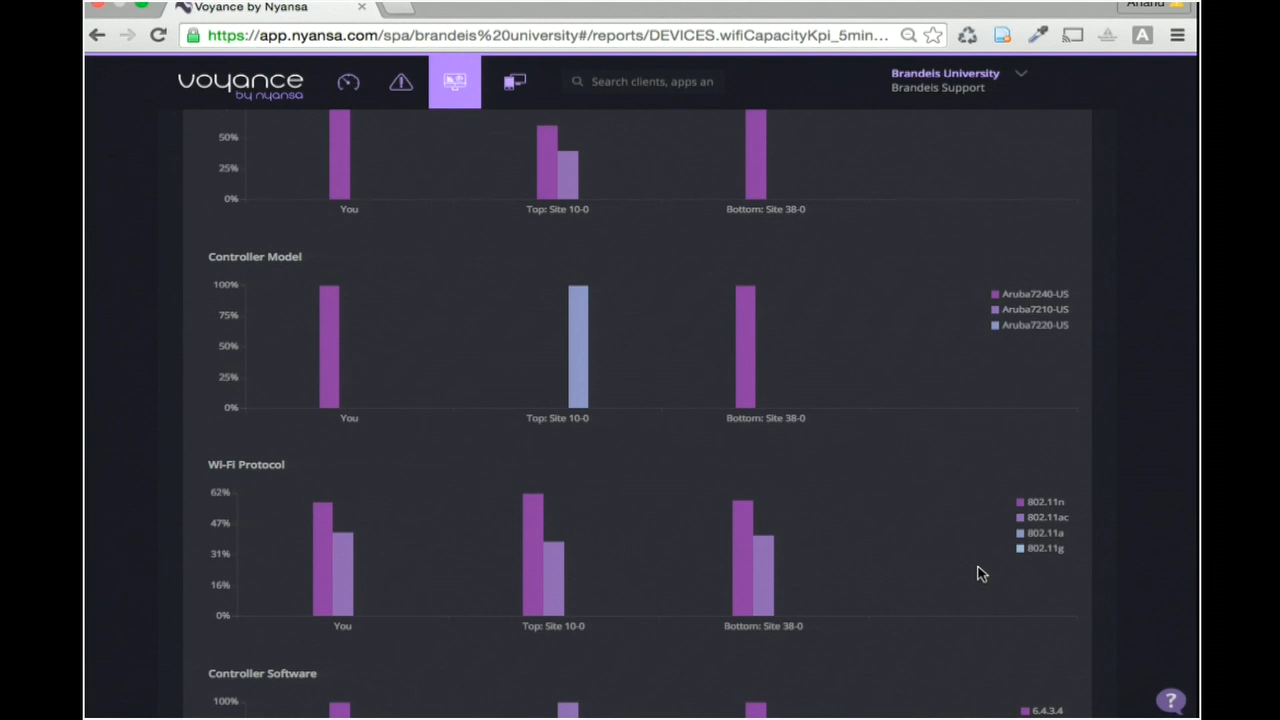 Voyance by Nyansa
Anand
https://app.nyansa.com/spa/brandeis%20university#/reports/DEVICES.wifiCapacityKpi_5min...
A
voyance
by nyansa
Search clients, apps an
Brandeis University
Brandeis Support
50%
25%
0%
You
Top: Site 10-0
Bottom: Site 38-0
Controller Model
100%
75%
50%
25%
0%
Aruba7240-US
Aruba7210-US
Aruba7220-US
You
Top: Site 10-0
Bottom: Site 38-0
Wi-Fi Protocol
62%
47%
31%
16%
0%
802.11n
802.11ac
802.11a
802.11g
You
Top: Site 10-0
Bottom: Site 38-0
Controller Software
100%
6.4.3.4
?